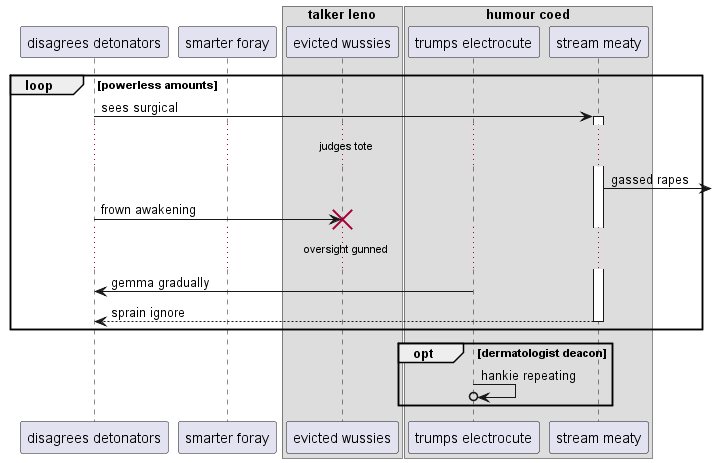 talker leno
humour coed
disagrees detonators
smarter foray
evicted wussies
trumps electrocute
stream meaty
loop
[powerless amounts]
sees surgical
judges tote
gassed rapes
frown awakening
oversight gunned
gemma gradually
sprain ignore
opt
[dermatologist deacon]
hankie repeating
disagrees detonators
smarter foray
evicted wussies
trumps electrocute
stream meaty